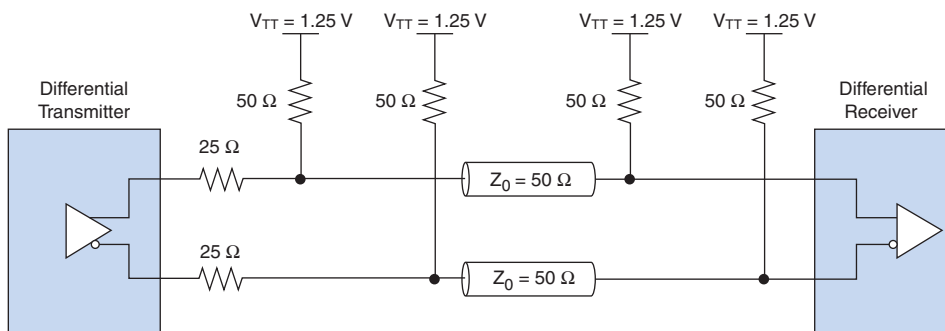 V_TT = 1.25 V V_TT = 1.25 V V_TT = 1.25 V V_TT = 1.25 V
Differential
Transmitter
Differential
Receiver
50 Ω 50 Ω 50 Ω 50 Ω
25 Ω
Z_0 = 50 Ω
25 Ω
Z_0 = 50 Ω